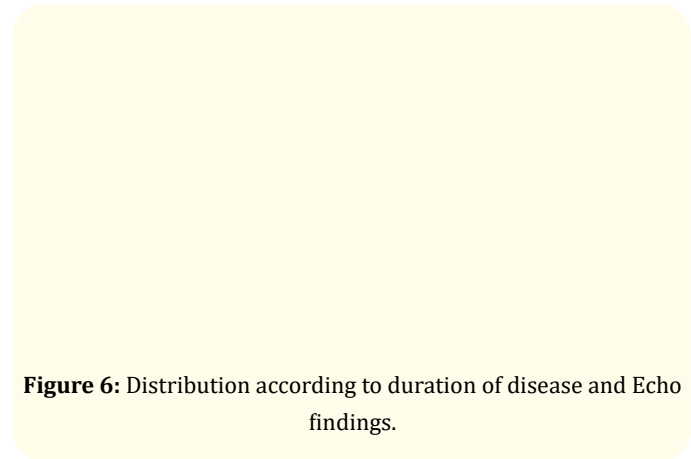 Figure 6: Distribution according to duration of disease and Echo
findings.